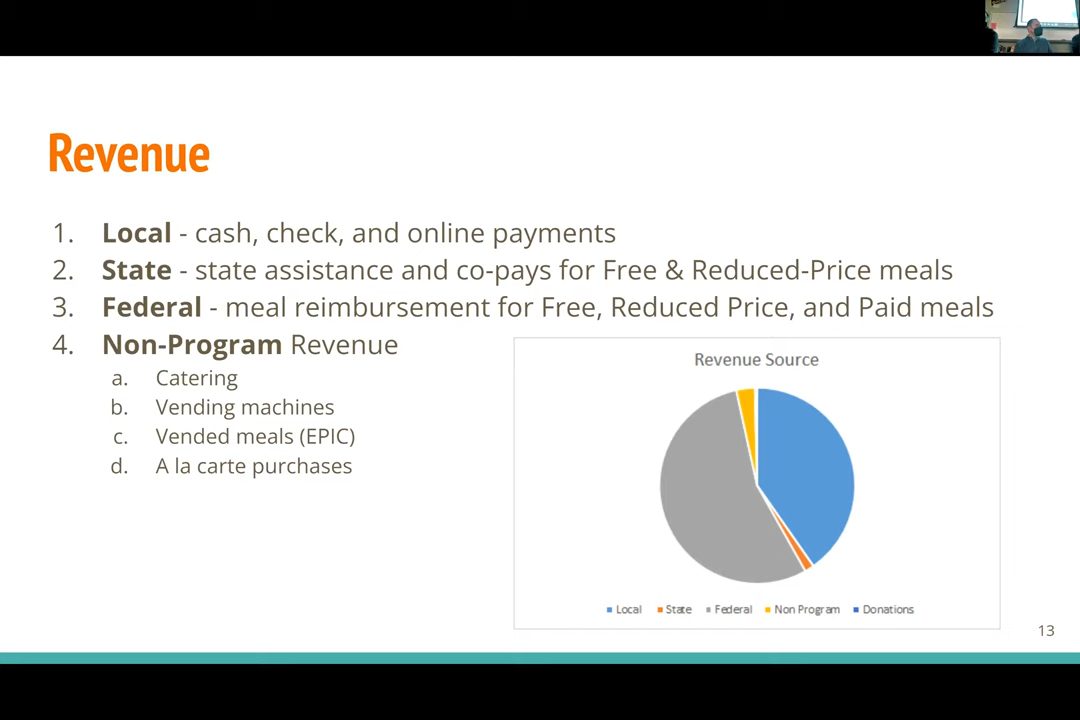 Revenue
1. Local - cash, check, and online payments
2. State - state assistance and co-pays for Free & Reduced-Price meals
3. Federal - meal reimbursement for Free, Reduced Price, and Paid meals
4. Non-Program Revenue
a. Catering
b. Vending machines
c. Vended meals (EPIC)
d. A la carte purchases
Revenue Source
Local State Federal Non Program Donations
13